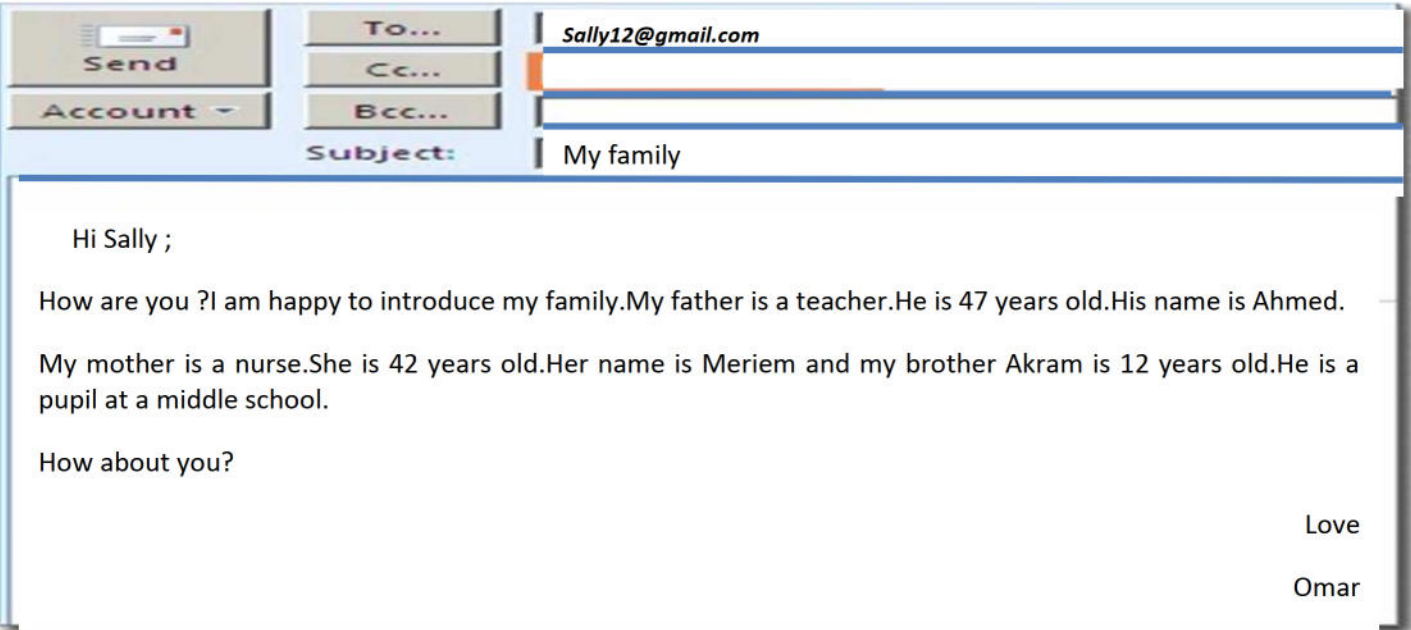 To...
Sally12@gmail.com
Send
Cc...
Account
Bcc...
Subject:
My family
Hi Sally ;
How are you ?I am happy to introduce my family.My father is a teacher.He is 47 years old.His name is Ahmed.
My mother is a nurse.She is 42 years old.Her name is Meriem and my brother Akram is 12 years old.He is a
pupil at a middle school.
How about you?
Love
Omar